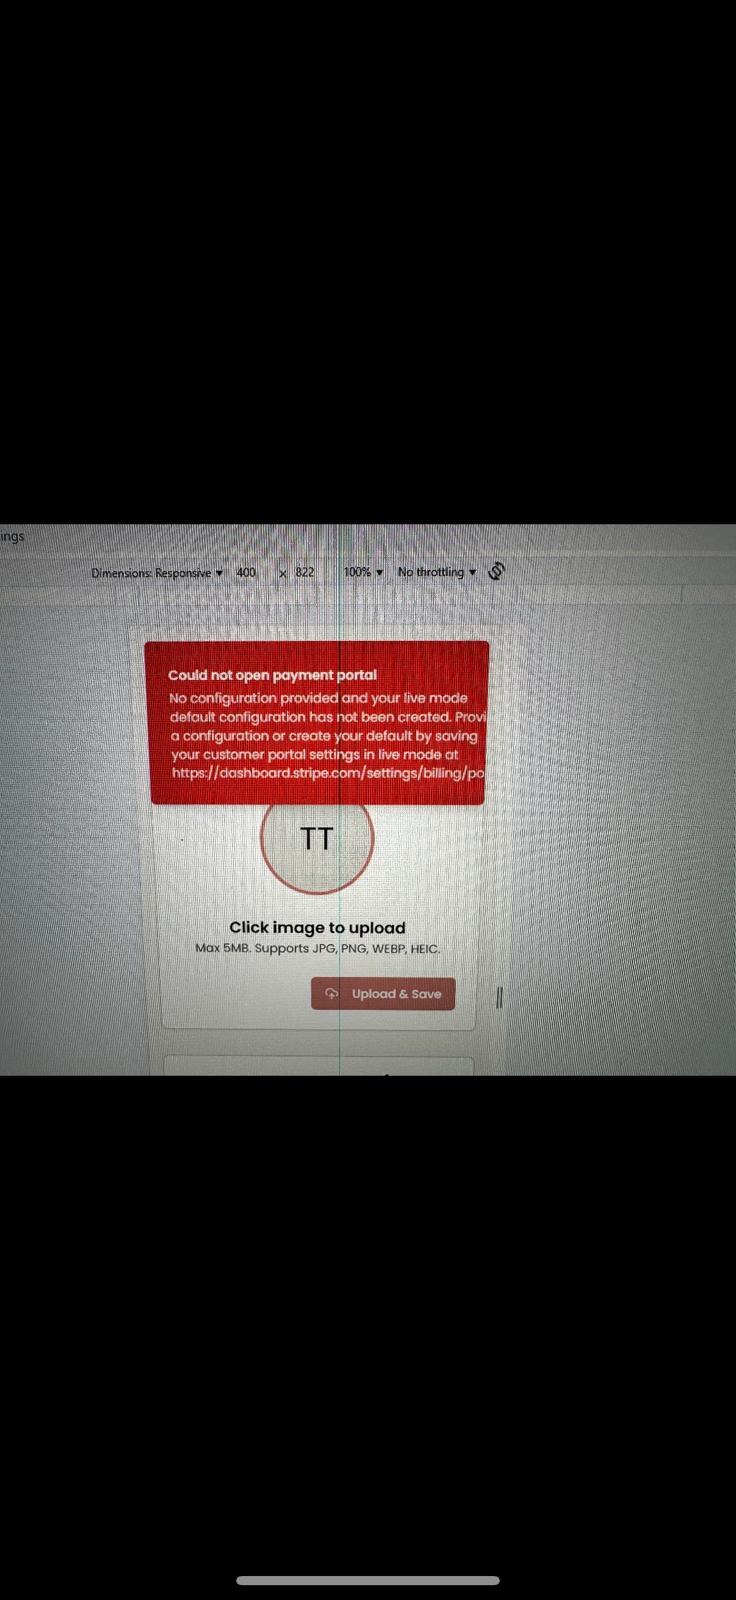 ings
Dimensions: Responsive ▼ 400 × 822 100% ▼ No throttling ▼
Could not open payment portal
No configuration provided and your live mode
default configuration has not been created. Provi
a configuration or create your default by saving
your customer portal settings in live mode at
https://dashboard.stripe.com/settings/billing/po
TT
Click image to upload
Max 5MB. Supports JPG, PNG, WEBP, HEIC.
Upload & Save